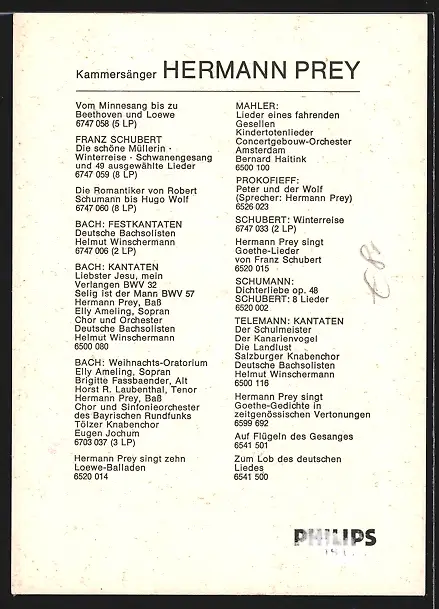 Kammersänger HERMANN PREY
Vom Minnesang bis zu
Beethoven und Loewe
6747 058 (5 LP)
FRANZ SCHUBERT
Die schöne Müllerin ·
Winterreise · Schwanengesang
und 49 ausgewählte Lieder
6747 059 (8 LP)
Die Romantiker von Robert
Schumann bis Hugo Wolf
6747 060 (8 LP)
BACH: FESTKANTATEN
Deutsche Bachsolisten
Helmut Winschermann
6747 006 (2 LP)
BACH: KANTATEN
Liebster Jesu, mein
Verlangen BWV 32
Selig ist der Mann BWV 57
Hermann Prey, Baß
Elly Ameling, Sopran
Chor und Orchester
Deutsche Bachsolisten
Helmut Winschermann
6500 080
BACH: Weihnachts-Oratorium
Elly Ameling, Sopran
Brigitte Fassbaender, Alt
Horst R. Laubenthal, Tenor
Hermann Prey, Baß
Chor und Sinfonieorchester
des Bayrischen Rundfunks
Tölzer Knabenchor
Eugen Jochum
6703 037 (3 LP)
Hermann Prey singt zehn
Loewe-Balladen
6520 014
MAHLER:
Lieder eines fahrenden
Gesellen
Kindertotenlieder
Concertgebouw-Orchester
Amsterdam
Bernard Haitink
6500 100
PROKOFIEFF:
Peter und der Wolf
(Sprecher: Hermann Prey)
6526 023
SCHUBERT: Winterreise
6747 033 (2 LP)
Hermann Prey singt
Goethe-Lieder
von Franz Schubert
6520 015
SCHUMANN:
Dichterliebe op. 48
SCHUBERT: 8 Lieder
6520 002
TELEMANN: KANTATEN
Der Schulmeister
Der Kanarienvogel
Die Landlust
Salzburger Knabenchor
Deutsche Bachsolisten
Helmut Winschermann
6500 116
Hermann Prey singt
Goethe-Gedichte in
zeitgenössischen Vertonungen
6599 692
Auf Flügeln des Gesanges
6541 501
Zum Lob des deutschen
Liedes
6541 500
PHILIPS